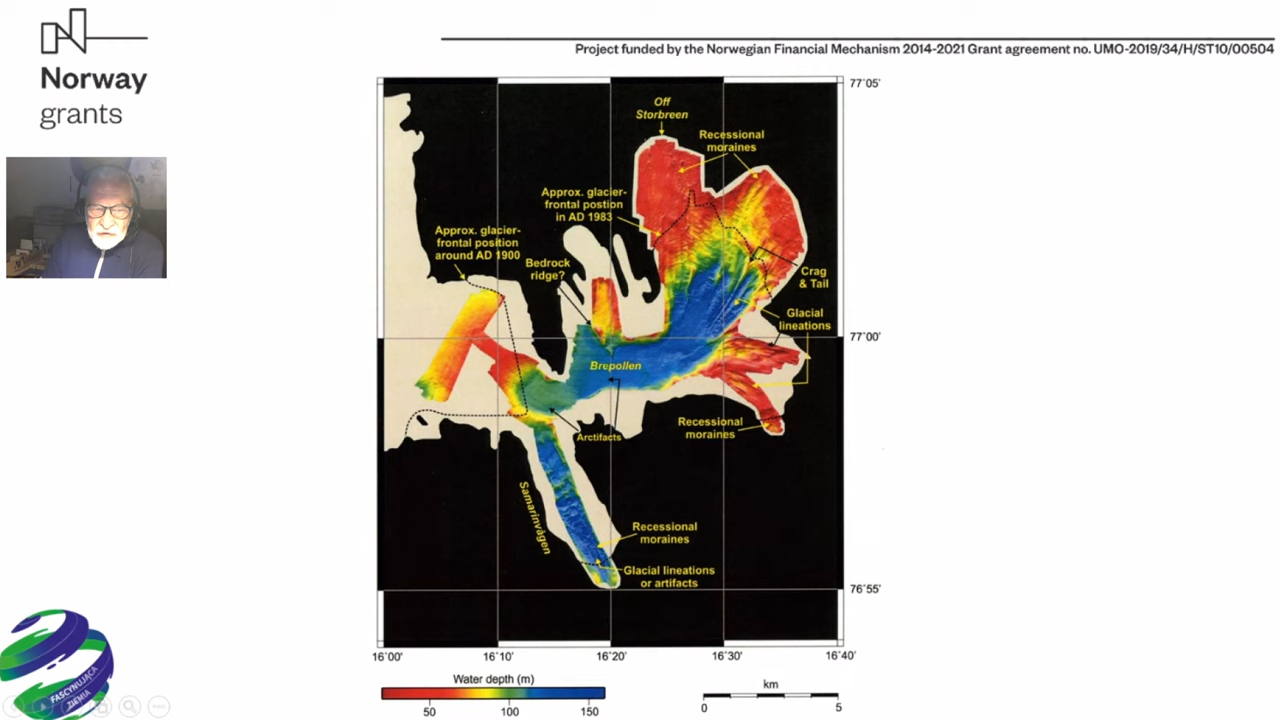 Norway
grants
Project funded by the Norwegian Financial Mechanism 2014-2021 Grant agreement no. UMO-2019/34/H/ST10/00504
77°05'
Off
Storbreen
Recessional
moraines
Approx. glacier-
frontal postion
in AD 1983
Approx. glacier-
frontal position
around AD 1900
Bedrock
ridge?
Crag
& Tail
Glacial
lineations
77°00'
Brepollen
Recessional
moraines
Arctifacts
Samarinvågen
Recessional
moraines
Glacial lineations
or artifacts
76°55'
16°00'
16°10'
16°20'
16°30'
16°40'
Water depth (m)
50
100
150
km
0
5
FASCYNUJĄCA
ZIEMIA